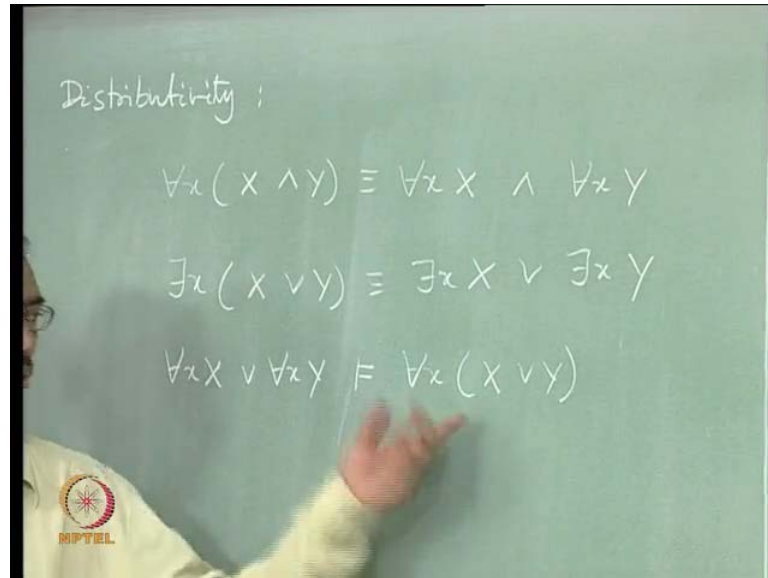 Distributivity :
∀x ( X ∧ Y ) ≡ ∀x X ∧ ∀x Y
∃x ( X ∨ Y ) ≡ ∃x X ∨ ∃x Y
∀x X ∨ ∀x Y ⊨ ∀x ( X ∨ Y )
NPTEL